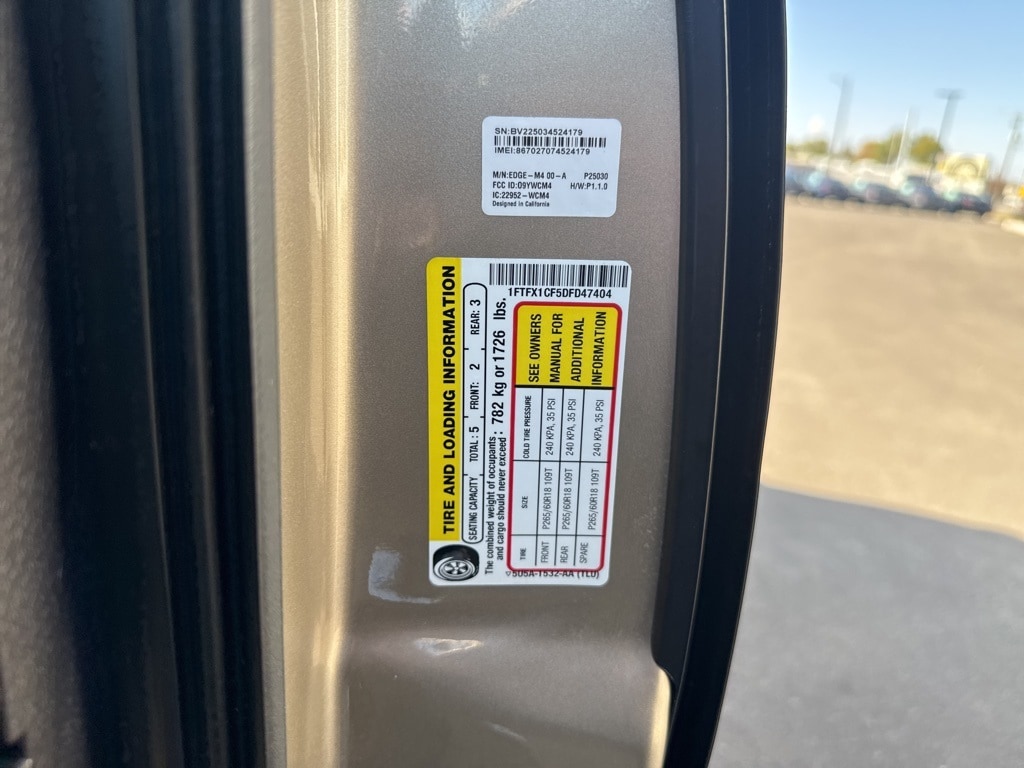 SN:BV225034524179
IMEI:867027074524179
M/N:EDGE-M4 00-A P25030
FCC ID:O9YWCM4 H/W:P1.1.0
IC:22952-WCM4
Designed in California
TIRE AND LOADING INFORMATION
SEATING CAPACITY TOTAL: 5 FRONT: 2 REAR: 3
The combined weight of occupants
and cargo should never exceed: 782 kg or 1726 lbs.
1FTFX1CF5DFD47404
TIRE SIZE COLD TIRE PRESSURE
FRONT P265/60R18 109T 240 KPA, 35 PSI
REAR P265/60R18 109T 240 KPA, 35 PSI
SPARE P265/60R18 109T 240 KPA, 35 PSI
SEE OWNERS
MANUAL FOR
ADDITIONAL
INFORMATION
5U5A-1532-AA (TLU)